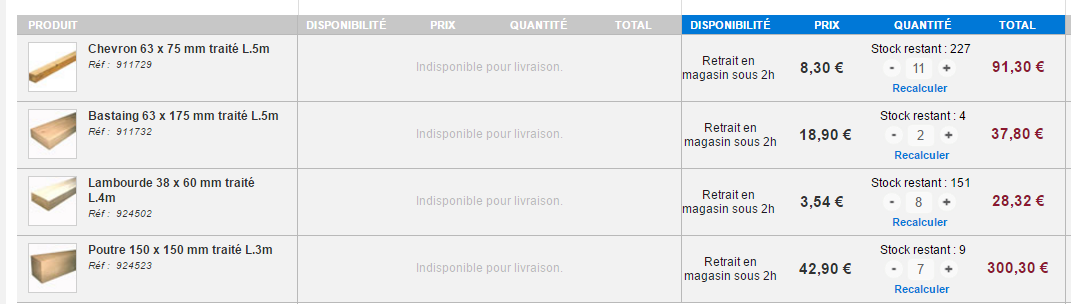 PRODUIT DISPONIBILITÉ PRIX QUANTITÉ TOTAL DISPONIBILITÉ PRIX QUANTITÉ TOTAL
Chevron 63 x 75 mm traité L.5m
Réf : 911729
Indisponible pour livraison.
Retrait en
magasin sous 2h
8,30 €
Stock restant : 227
- 11 +
Recalculer
91,30 €
Bastaing 63 x 175 mm traité L.5m
Réf : 911732
Indisponible pour livraison.
Retrait en
magasin sous 2h
18,90 €
Stock restant : 4
- 2 +
Recalculer
37,80 €
Lambourde 38 x 60 mm traité
L.4m
Réf : 924502
Indisponible pour livraison.
Retrait en
magasin sous 2h
3,54 €
Stock restant : 151
- 8 +
Recalculer
28,32 €
Poutre 150 x 150 mm traité L.3m
Réf : 924523
Indisponible pour livraison.
Retrait en
magasin sous 2h
42,90 €
Stock restant : 9
- 7 +
Recalculer
300,30 €